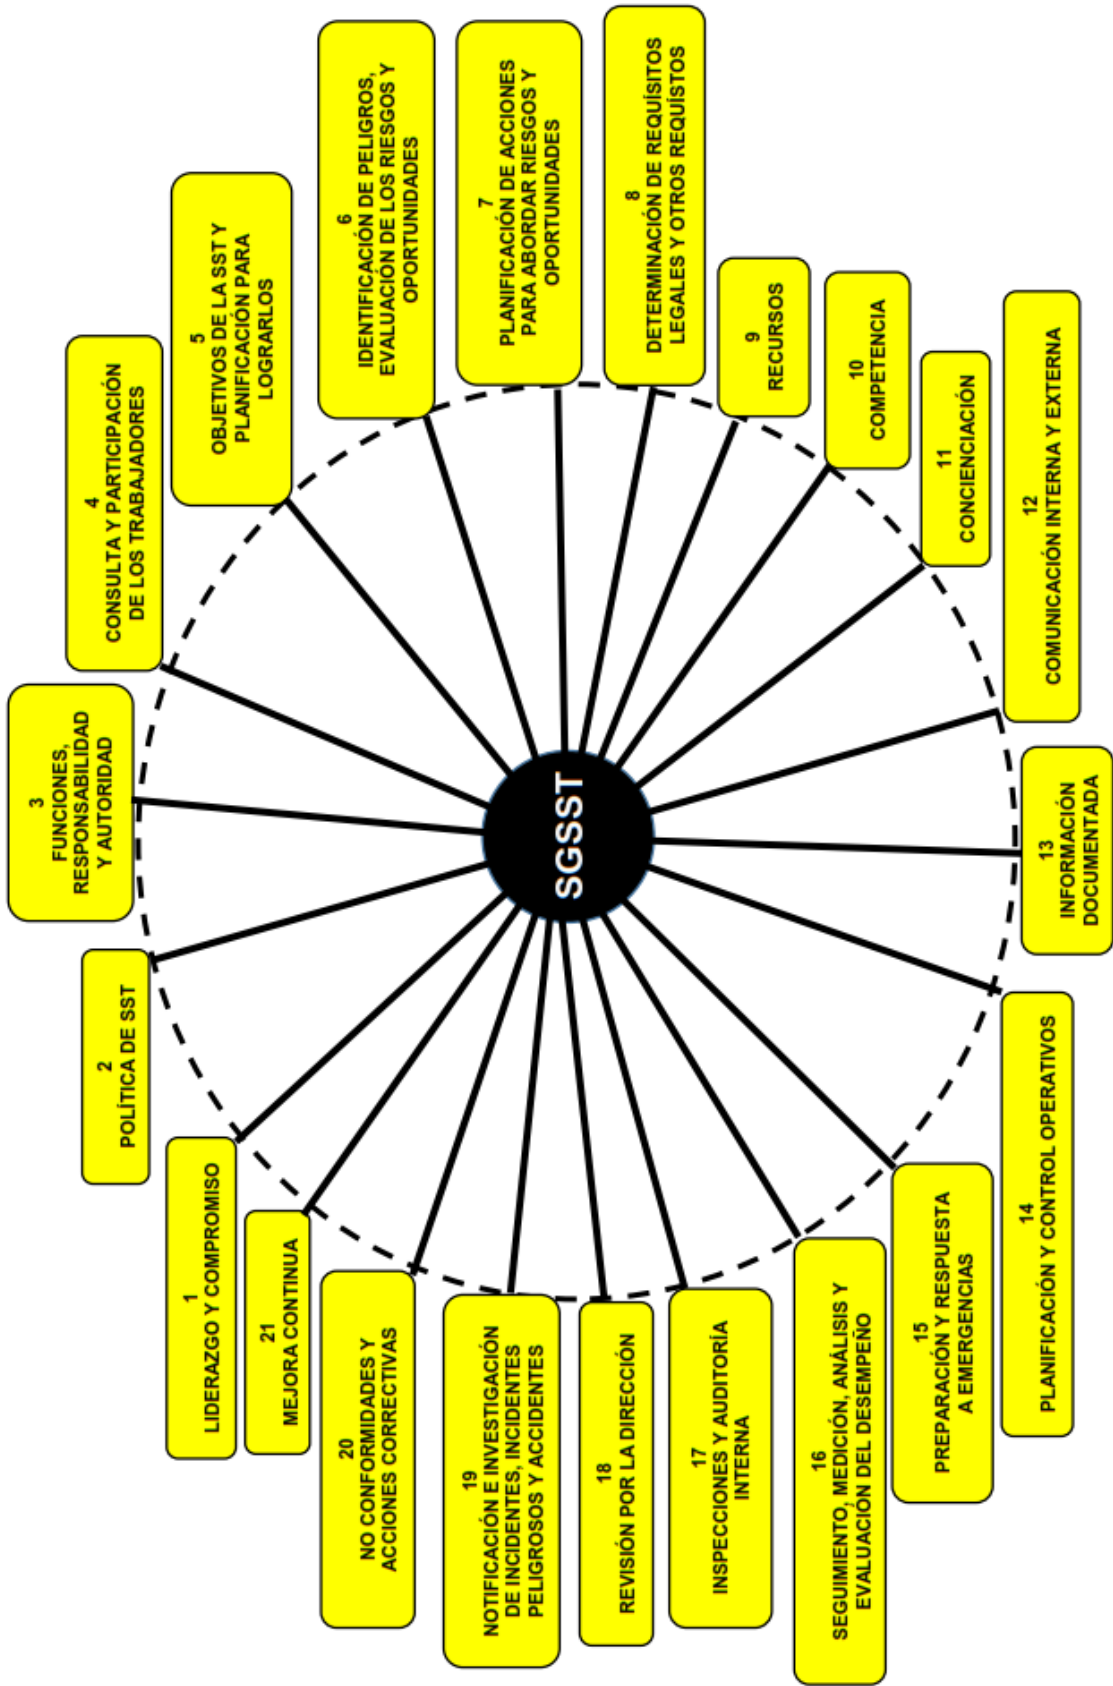 1
LIDERAZGO Y COMPROMISO
2
POLÍTICA DE SST
3
FUNCIONES,
RESPONSABILIDAD
Y AUTORIDAD
4
CONSULTA Y PARTICIPACIÓN
DE LOS TRABAJADORES
5
OBJETIVOS DE LA SST Y
PLANIFICACIÓN PARA
LOGRARLOS
6
IDENTIFICACIÓN DE PELIGROS,
EVALUACIÓN DE LOS RIESGOS Y
OPORTUNIDADES
7
PLANIFICACIÓN DE ACCIONES
PARA ABORDAR RIESGOS Y
OPORTUNIDADES
8
DETERMINACIÓN DE REQUÍSITOS
LEGALES Y OTROS REQUÍSTOS
9
RECURSOS
10
COMPETENCIA
11
CONCIENCIACIÓN
12
COMUNICACIÓN INTERNA Y EXTERNA
13
INFORMACIÓN
DOCUMENTADA
14
PLANIFICACIÓN Y CONTROL OPERATIVOS
15
PREPARACIÓN Y RESPUESTA
A EMERGENCIAS
16
SEGUIMIENTO, MEDICIÓN, ANÁLISIS Y
EVALUACIÓN DEL DESEMPEÑO
17
INSPECCIONES Y AUDITORÍA
INTERNA
18
REVISIÓN POR LA DIRECCIÓN
19
NOTIFICACIÓN E INVESTIGACIÓN
DE INCIDENTES, INCIDENTES
PELIGROSOS Y ACCIDENTES
20
NO CONFORMIDADES Y
ACCIONES CORRECTIVAS
21
MEJORA CONTINUA
SGSST